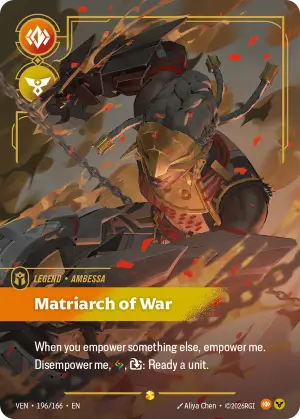 LEGEND • AMBESSA
Matriarch of War
When you empower something else, empower me.
Disempower me, , : Ready a unit.
VEN • 196/166 • EN
Aliya Chen • ©2026RGI